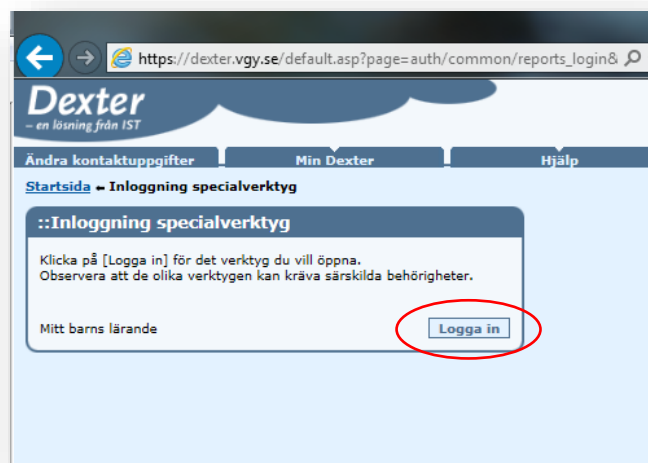 https://dexter.vgy.se/default.asp?page=auth/common/reports_login&
Dexter
– en lösning från IST
Ändra kontaktuppgifter Min Dexter Hjälp
Startsida Inloggning specialverktyg
::Inloggning specialverktyg
Klicka på [Logga in] för det verktyg du vill öppna.
Observera att de olika verktygen kan kräva särskilda behörigheter.
Mitt barns lärande Logga in